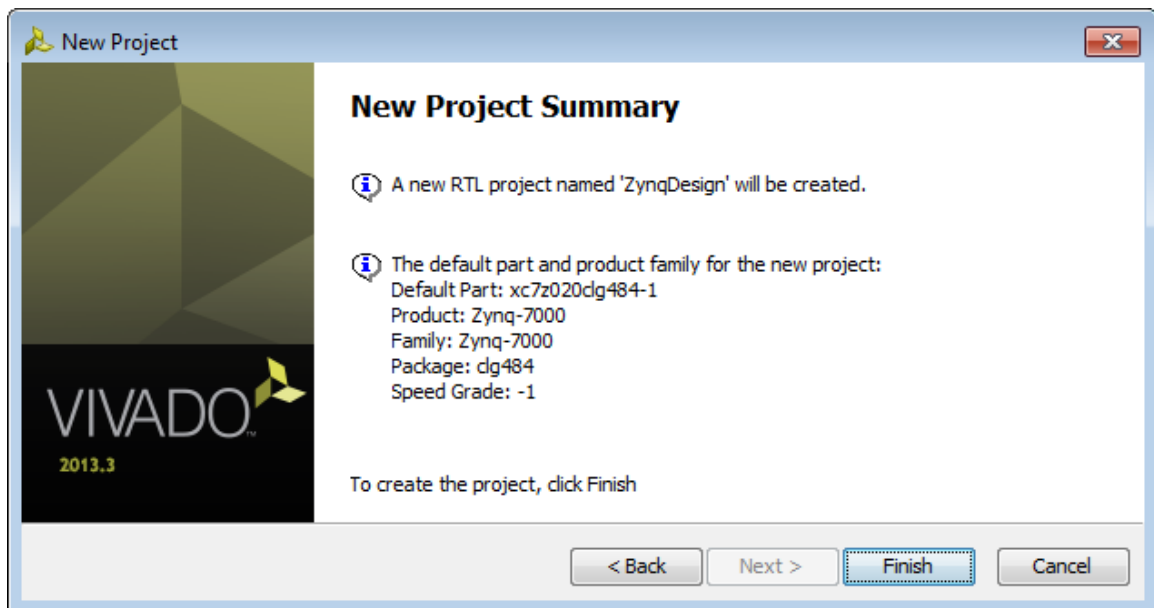 New Project
New Project Summary
A new RTL project named 'ZynqDesign' will be created.
The default part and product family for the new project:
Default Part: xc7z020clg484-1
Product: Zynq-7000
Family: Zynq-7000
Package: clg484
Speed Grade: -1
VIVADO™
2013.3
To create the project, click Finish
< Back
Next >
Finish
Cancel